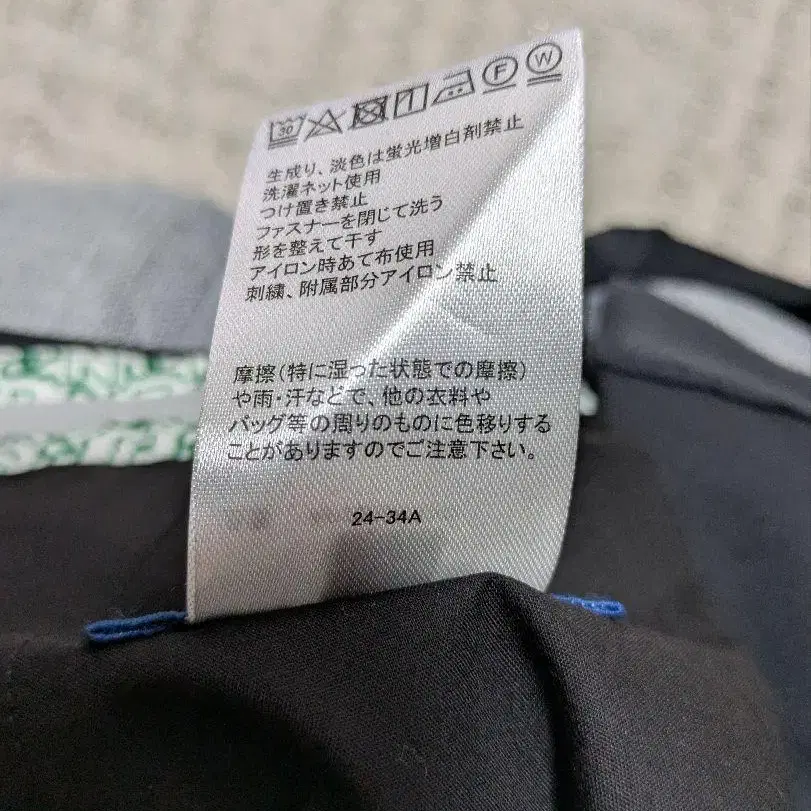 30 F W
生成り、淡色は蛍光増白剤禁止
洗濯ネット使用
つけ置き禁止
ファスナーを閉じて洗う
形を整えて干す
アイロン時あて布使用
刺繍、附属部分アイロン禁止
摩擦(特に湿った状態での摩擦)
や雨・汗などで、他の衣料や
バッグ等の周りのものに色移りする
ことがありますのでご注意下さい。
24-34A